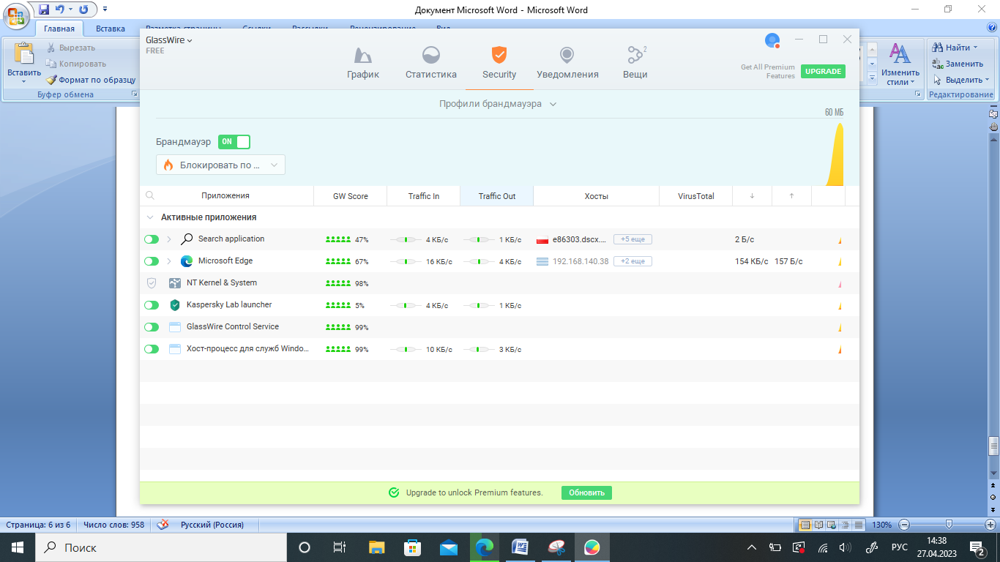 Документ Microsoft Word - Microsoft Word
Главная Вставка Разметка страницы Ссылки Рассылки Рецензирование Вид
Вставить
Вырезать
Копировать
Формат по образцу
Буфер обмена
Изменить стили
Найти
Заменить
Выделить
Редактирование
GlassWire
FREE
График Статистика Security Уведомления Вещи 2
Get All Premium Features
UPGRADE
Профили брандмауэра
60 МБ
Брандмауэр ON
Блокировать по ...
Приложения GW Score Traffic In Traffic Out Хосты VirusTotal ↓ ↑
Активные приложения
Search application 47% 4 КБ/с 1 КБ/с e86303.dscx.... +5 еще 2 Б/с
Microsoft Edge 67% 16 КБ/с 4 КБ/с 192.168.140.38 +2 еще 154 КБ/с 157 Б/с
NT Kernel & System 98%
Kaspersky Lab launcher 5% 4 КБ/с 1 КБ/с
GlassWire Control Service 99%
Хост-процесс для служб Windo... 99% 10 КБ/с 3 КБ/с
Upgrade to unlock Premium features. Обновить
Страница: 6 из 6 Число слов: 958 Русский (Россия) 130%
Поиск
РУС
14:38
27.04.2023
2